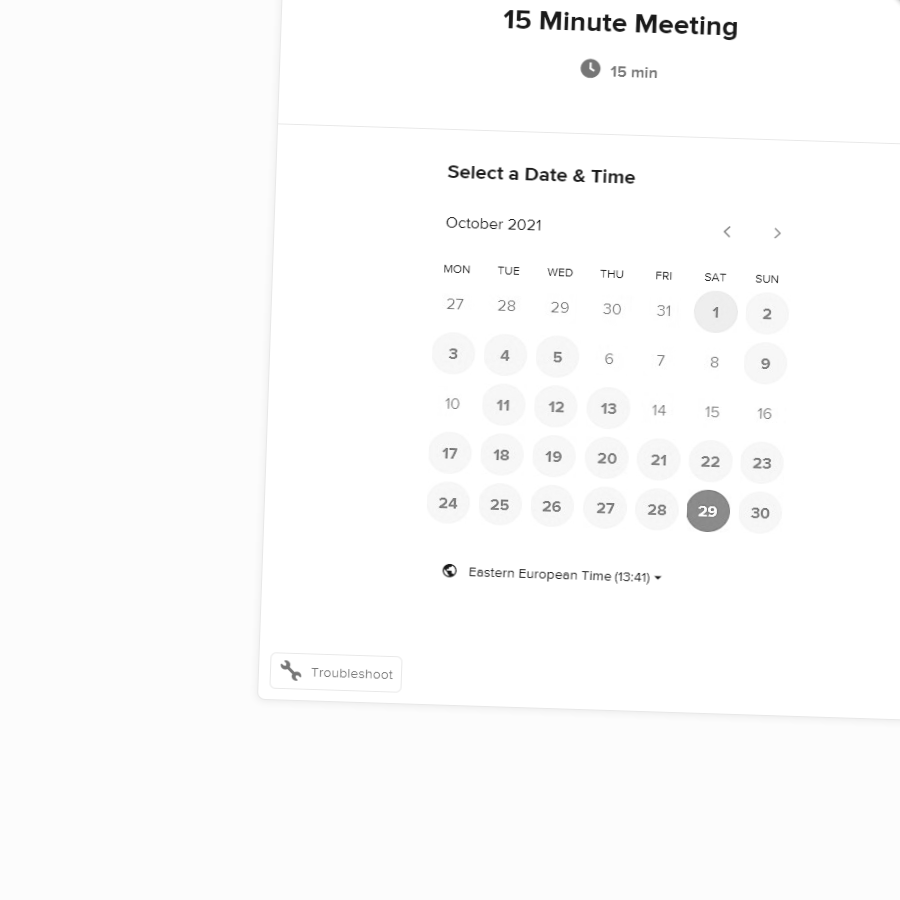 15 Minute Meeting
15 min
Select a Date & Time
October 2021
MON TUE WED THU FRI SAT SUN
27 28 29 30 31 1 2
3 4 5 6 7 8 9
10 11 12 13 14 15 16
17 18 19 20 21 22 23
24 25 26 27 28 29 30
Eastern European Time (13:41)
Troubleshoot